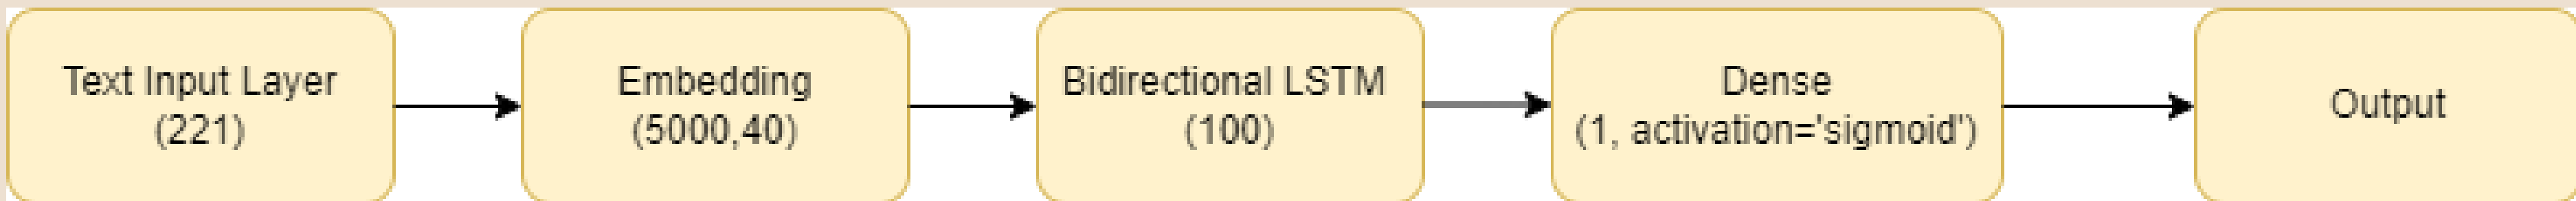 Text Input Layer
(221)
Embedding
(5000,40)
Bidirectional LSTM
(100)
Dense
(1, activation='sigmoid')
Output